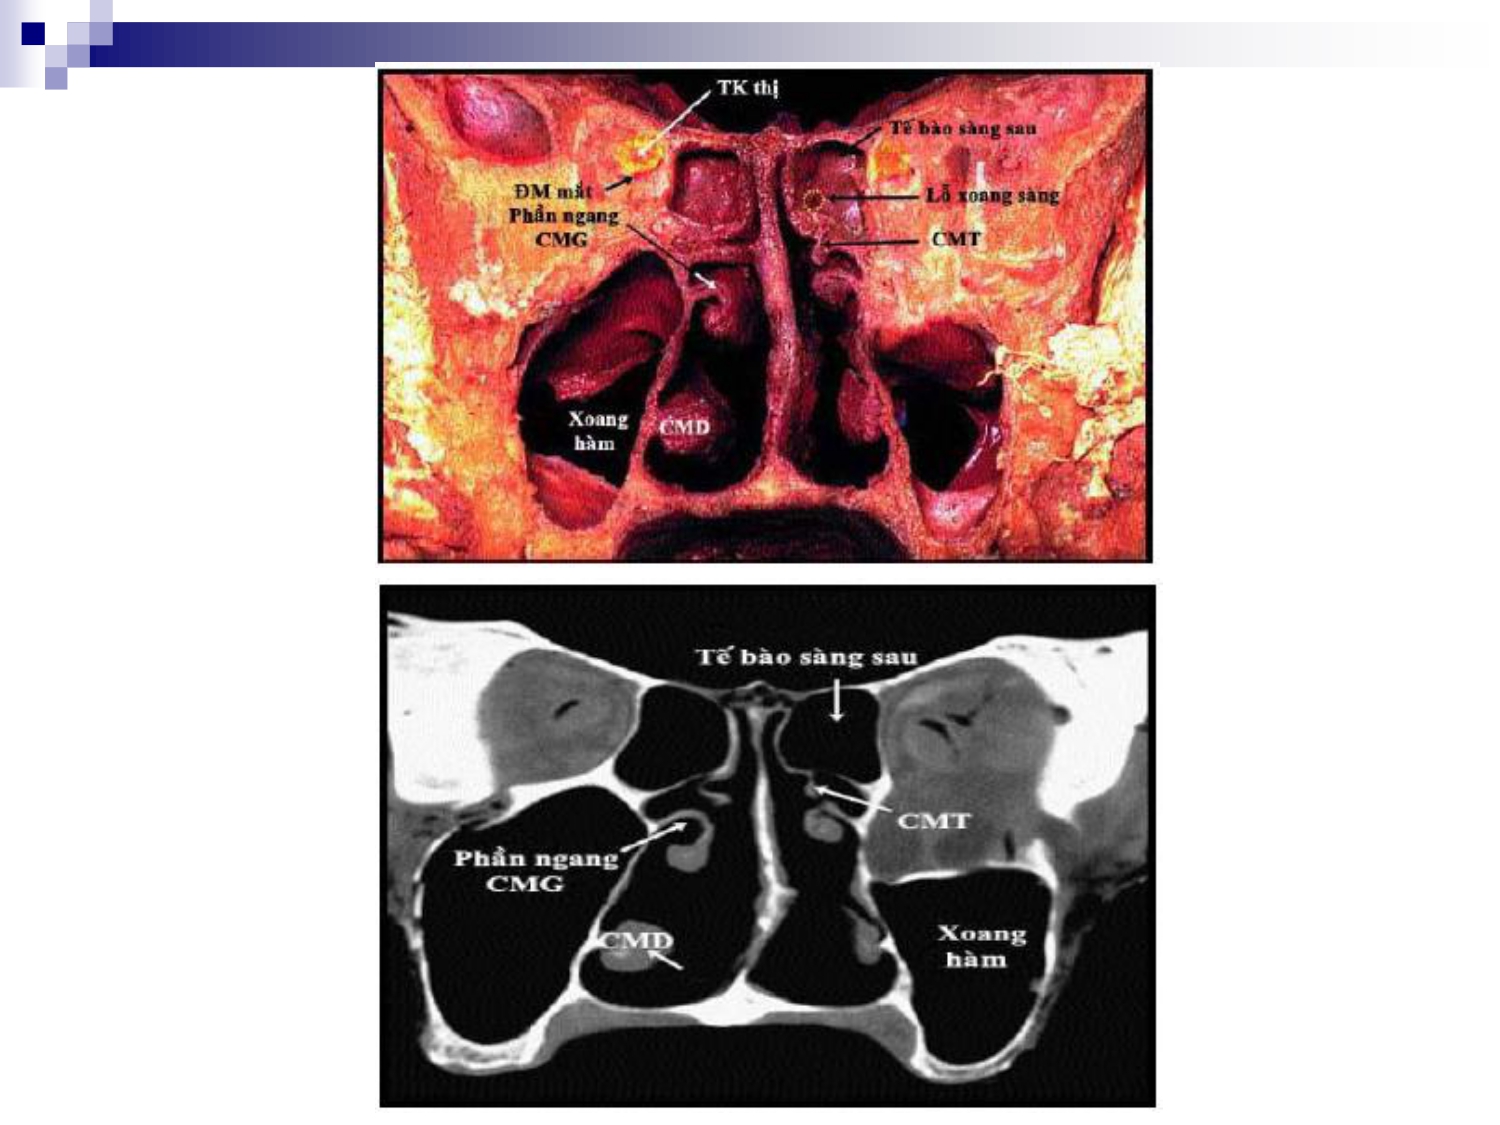 TK thị
Tế bào sàng sau
ĐM mắt
Phần ngang
CMG
Lỗ xoang sàng
CMT
Xoang
hàm
CMD
Tế bào sàng sau
CMT
Phần ngang
CMG
CMD
Xoang
hàm